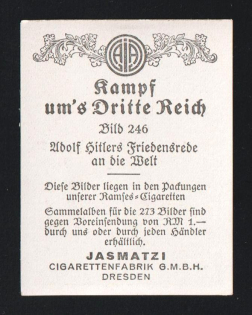 Kampf
um's Dritte Reich
Bild 246
Adolf Hitlers Friedensrede
an die Welt
Diese Bilder liegen in den Packungen
unserer Ramses=Cigaretten
Sammelalben für die 273 Bilder sind
gegen Voreinsendung von RM 1.—
durch uns oder durch jeden Händler
erhältlich.
JASMATZI
CIGARETTENFABRIK G.M.B.H.
DRESDEN